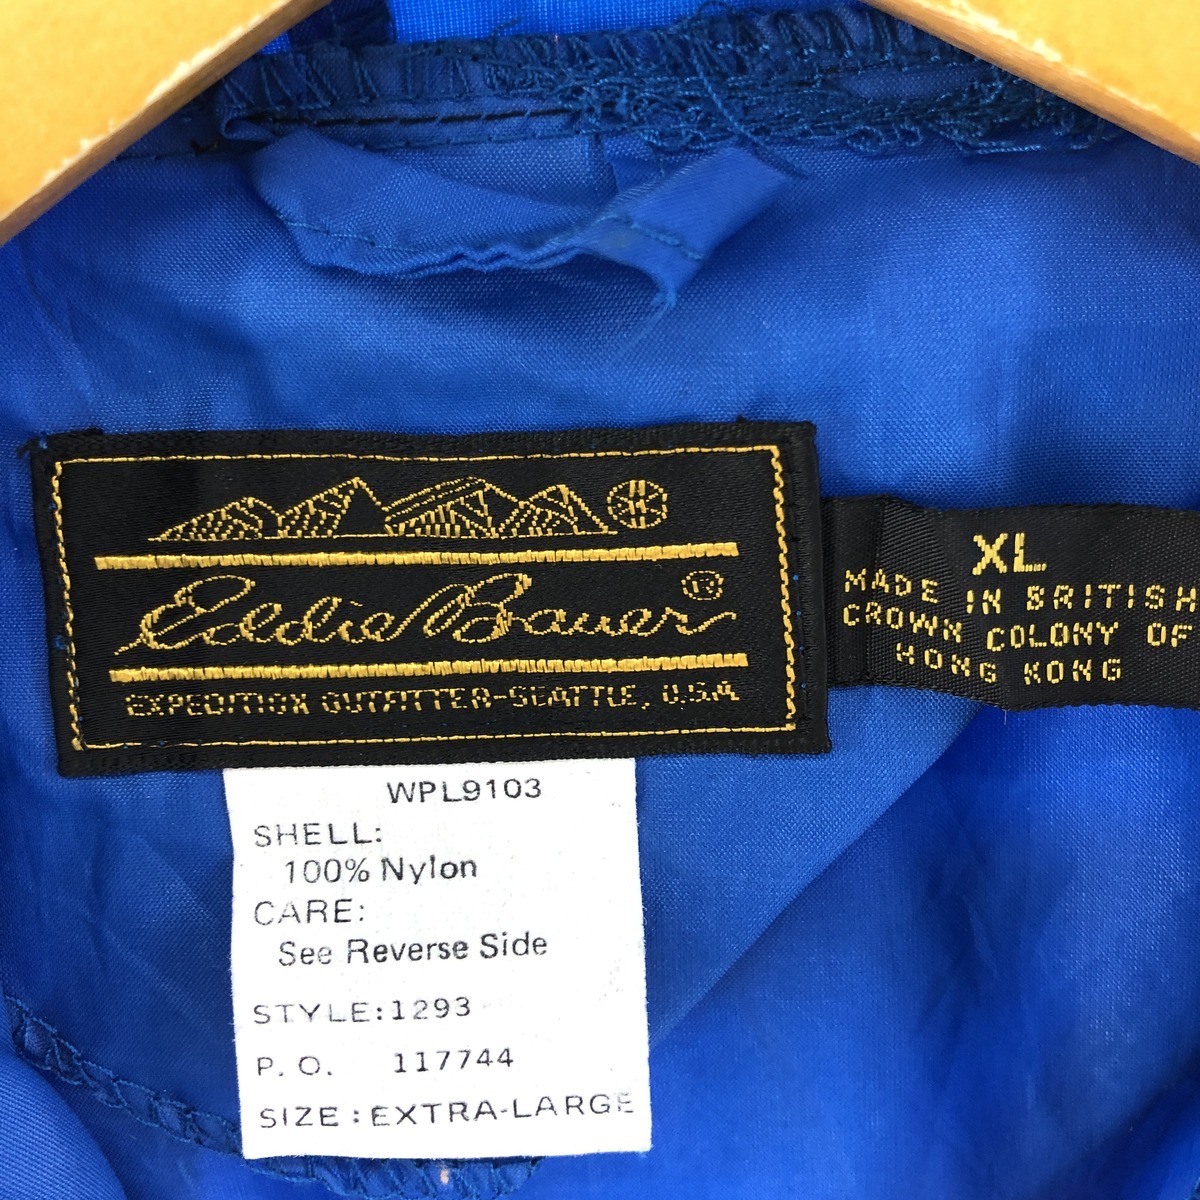 Eddie Bauer ®
EXPEDITION OUTFITTER-SEATTLE, U.S.A.
XL
MADE IN BRITISH
CROWN COLONY OF
HONG KONG
WPL9103
SHELL:
100% Nylon
CARE:
See Reverse Side
STYLE:1293
P. O. 117744
SIZE : EXTRA-LARGE